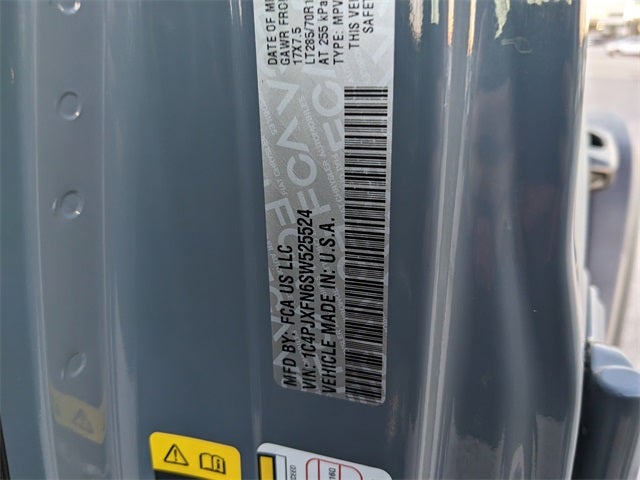 DATE OF M
GAWR FRO
17X7.5
LT285/70R1
AT 255 kPa
TYPE: MPV
THIS VE
SAFET
MFD BY: FCA US LLC
VIN: 1C4PJXFN6SW525524
VEHICLE MADE IN: U.S.A.